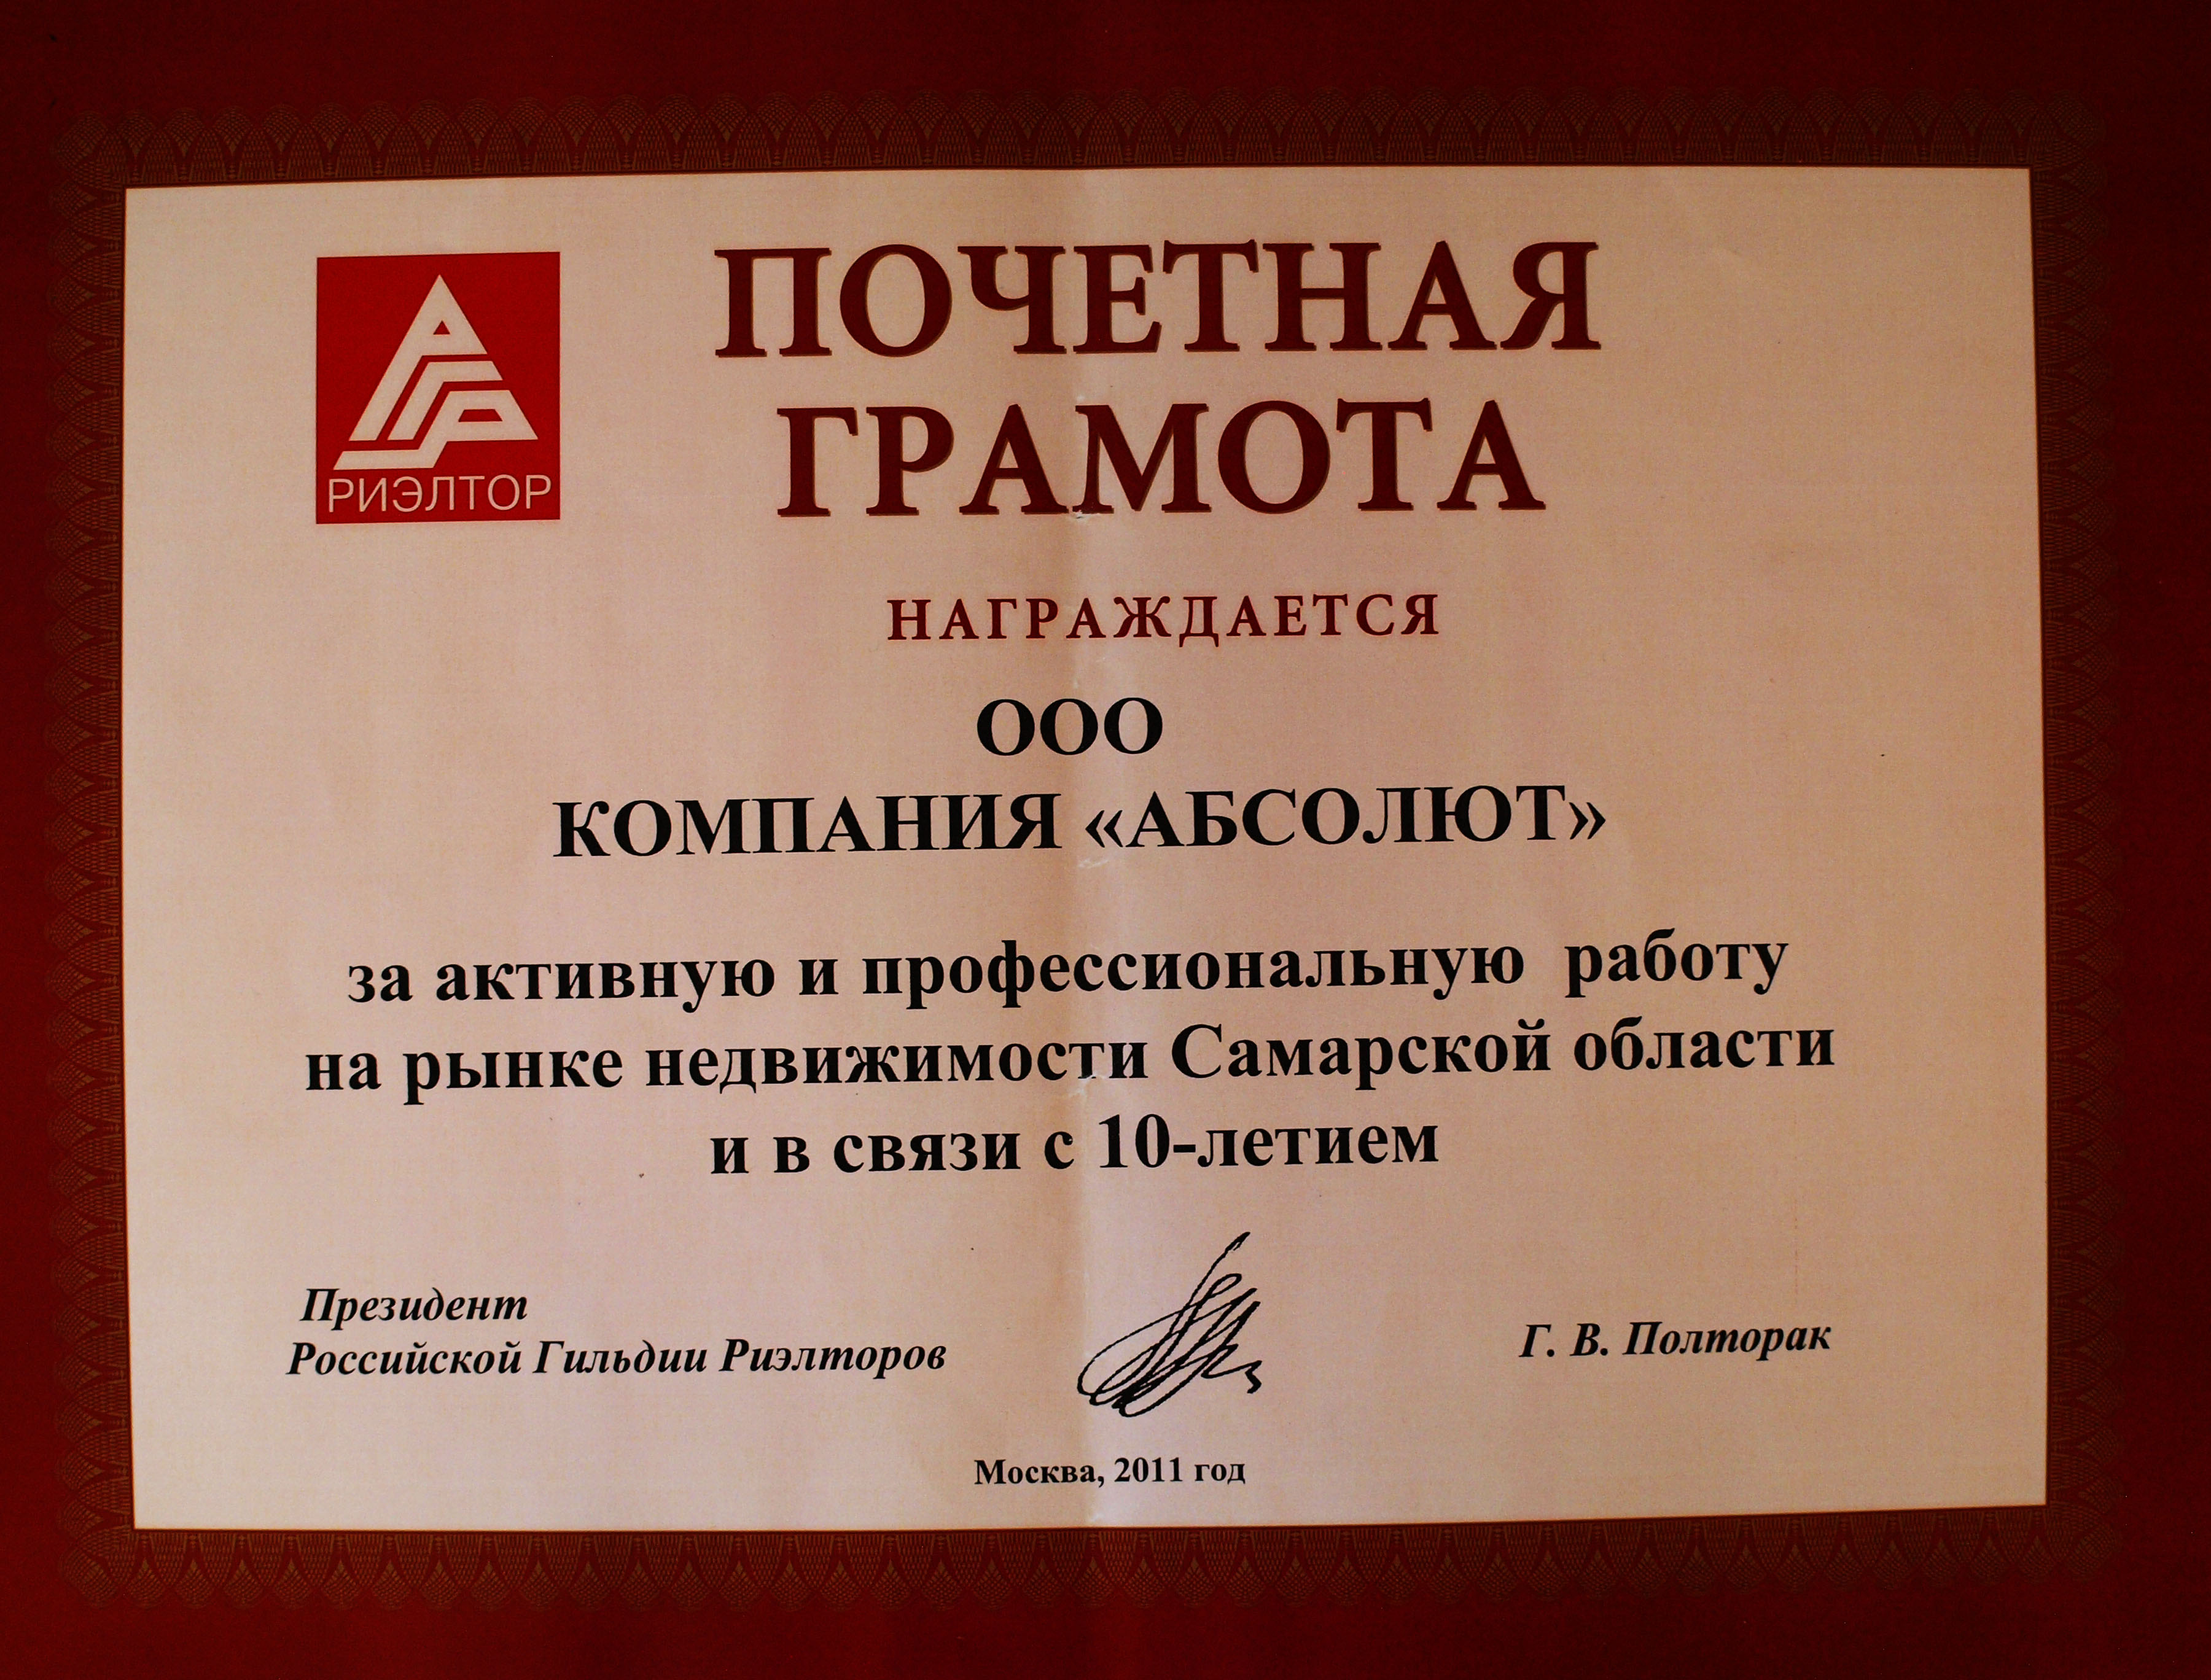 ПОЧЕТНАЯ
ГРАМОТА
РИЭЛТОР
НАГРАЖДАЕТСЯ
ООО
КОМПАНИЯ «АБСОЛЮТ»
за активную и профессиональную работу
на рынке недвижимости Самарской области
и в связи с 10-летием
Президент
Российской Гильдии Риэлторов
Г. В. Полторак
Москва, 2011 год